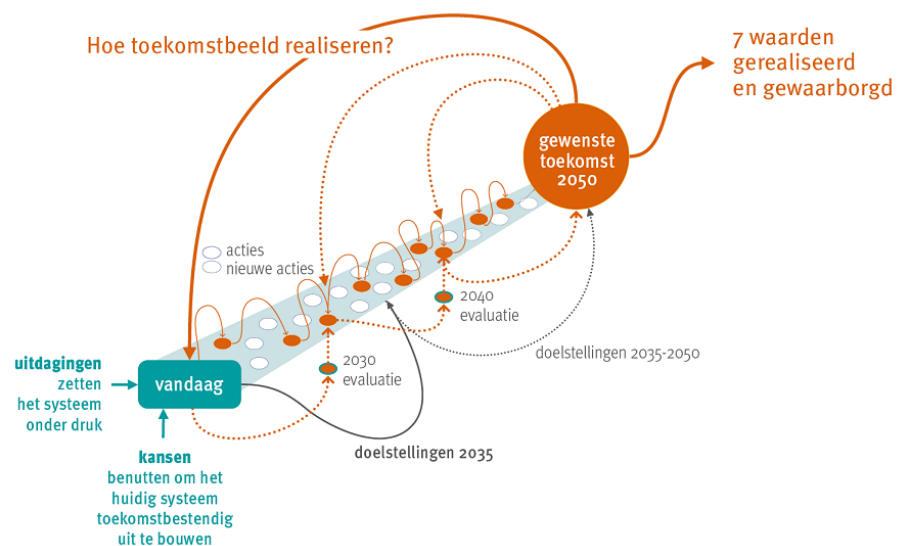 Hoe toekomstbeeld realiseren?
7 waarden
gerealiseerd
en gewaarborgd
gewenste
toekomst
2050
acties
nieuwe acties
2040
evaluatie
doelstellingen 2035-2050
2030
evaluatie
uitdagingen
zetten
het systeem
onder druk
vandaag
doelstellingen 2035
kansen
benutten om het
huidig systeem
toekomstbestendig
uit te bouwen